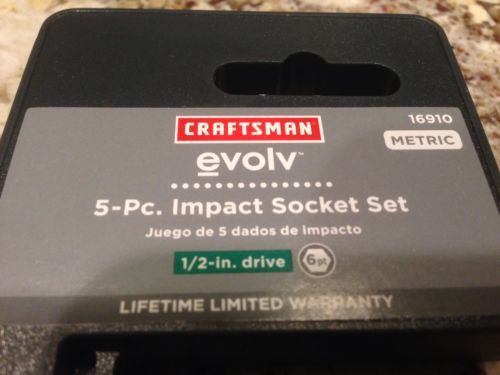 CRAFTSMAN
16910
METRIC
evolv™
5-Pc. Impact Socket Set
Juego de 5 dados de impacto
1/2-in. drive 6pt
LIFETIME LIMITED WARRANTY